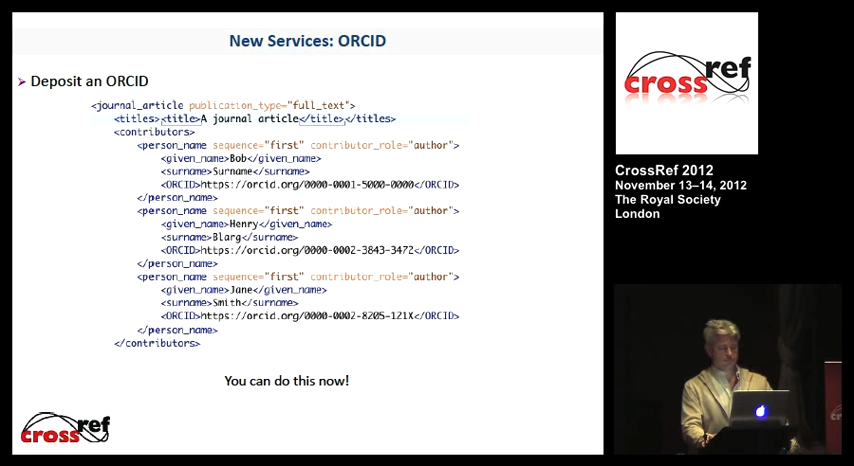 New Services: ORCID
➢ Deposit an ORCID
<journal_article publication_type="full_text">
<titles><title>A journal article</title></titles>
<contributors>
<person_name sequence="first" contributor_role="author">
<given_name>Bob</given_name>
<surname>Surname</surname>
<ORCID>https://orcid.org/0000-0001-5000-0000</ORCID>
</person_name>
<person_name sequence="first" contributor_role="author">
<given_name>Henry</given_name>
<surname>Blarg</surname>
<ORCID>https://orcid.org/0000-0002-3843-3472</ORCID>
</person_name>
<person_name sequence="first" contributor_role="author">
<given_name>Jane</given_name>
<surname>Smith</surname>
<ORCID>https://orcid.org/0000-0002-8205-121X</ORCID>
</person_name>
</contributors>
You can do this now!
crossref
crossref
CrossRef 2012
November 13–14, 2012
The Royal Society
London